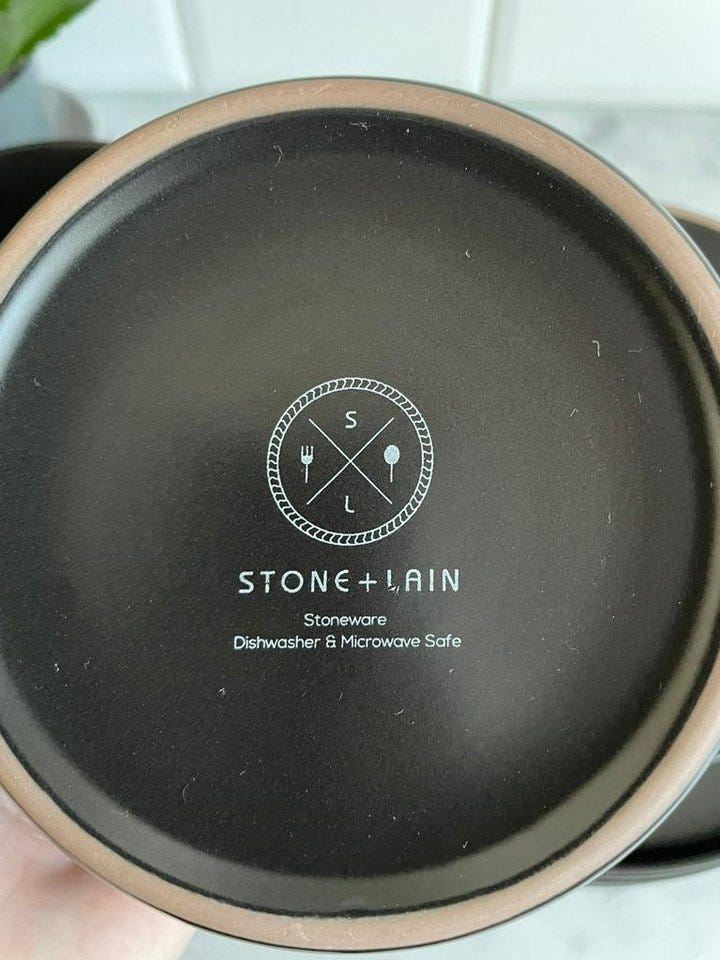 S
L
STONE + LAIN
Stoneware
Dishwasher & Microwave Safe